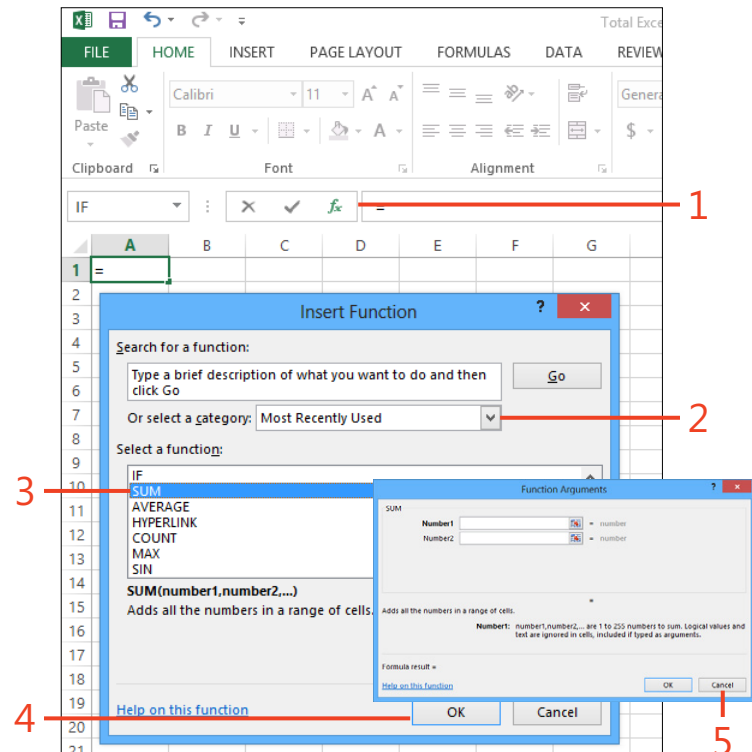 Total Exce
FILE HOME INSERT PAGE LAYOUT FORMULAS DATA REVIEW
Calibri 11 A A Genera
Paste B I U A $
Clipboard Font Alignment
IF fx = 1
A B C D E F G
1 =
2
3 Insert Function ?
4 Search for a function:
5 Type a brief description of what you want to do and then Go
6 click Go
7 Or select a category: Most Recently Used 2
8 Select a function:
9 IF
3 10 SUM
11 AVERAGE
12 HYPERLINK
COUNT
13 MAX
SIN
14 SUM(number1,number2,...)
15 Adds all the numbers in a range of cells.
16
17
18
19 Help on this function
4 OK Cancel
20
21
Function Arguments ?
SUM
Number1 = number
Number2 = number
=
Adds all the numbers in a range of cells.
Number1: number1,number2,... are 1 to 255 numbers to sum. Logical values and
text are ignored in cells, included if typed as arguments.
Formula result =
Help on this function OK Cancel
5